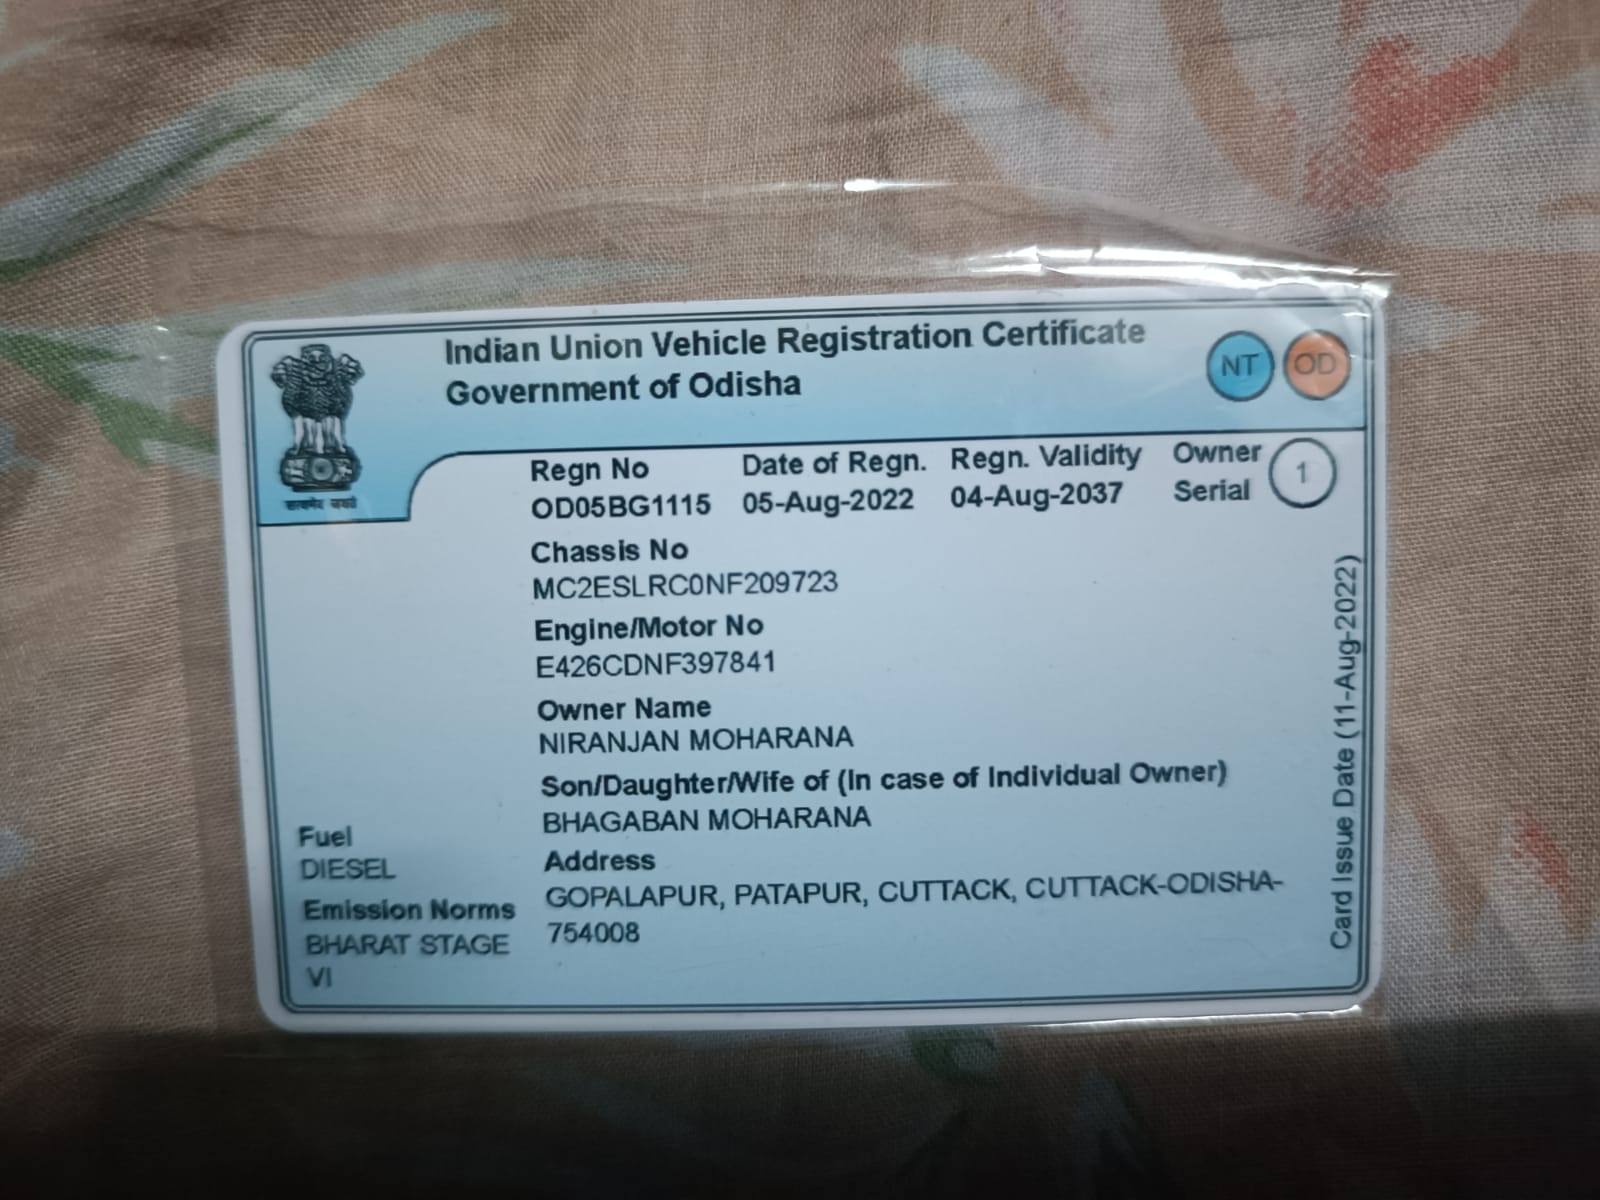 Indian Union Vehicle Registration Certificate
Government of Odisha
NT OD
सत्यमेव जयते
Regn No Date of Regn. Regn. Validity Owner Serial 1
OD05BG1115 05-Aug-2022 04-Aug-2037
Chassis No
MC2ESLRC0NF209723
Engine/Motor No
E426CDNF397841
Owner Name
NIRANJAN MOHARANA
Son/Daughter/Wife of (In case of Individual Owner)
BHAGABAN MOHARANA
Address
GOPALAPUR, PATAPUR, CUTTACK, CUTTACK-ODISHA-
754008
Fuel
DIESEL
Emission Norms
BHARAT STAGE
VI
Card Issue Date (11-Aug-2022)